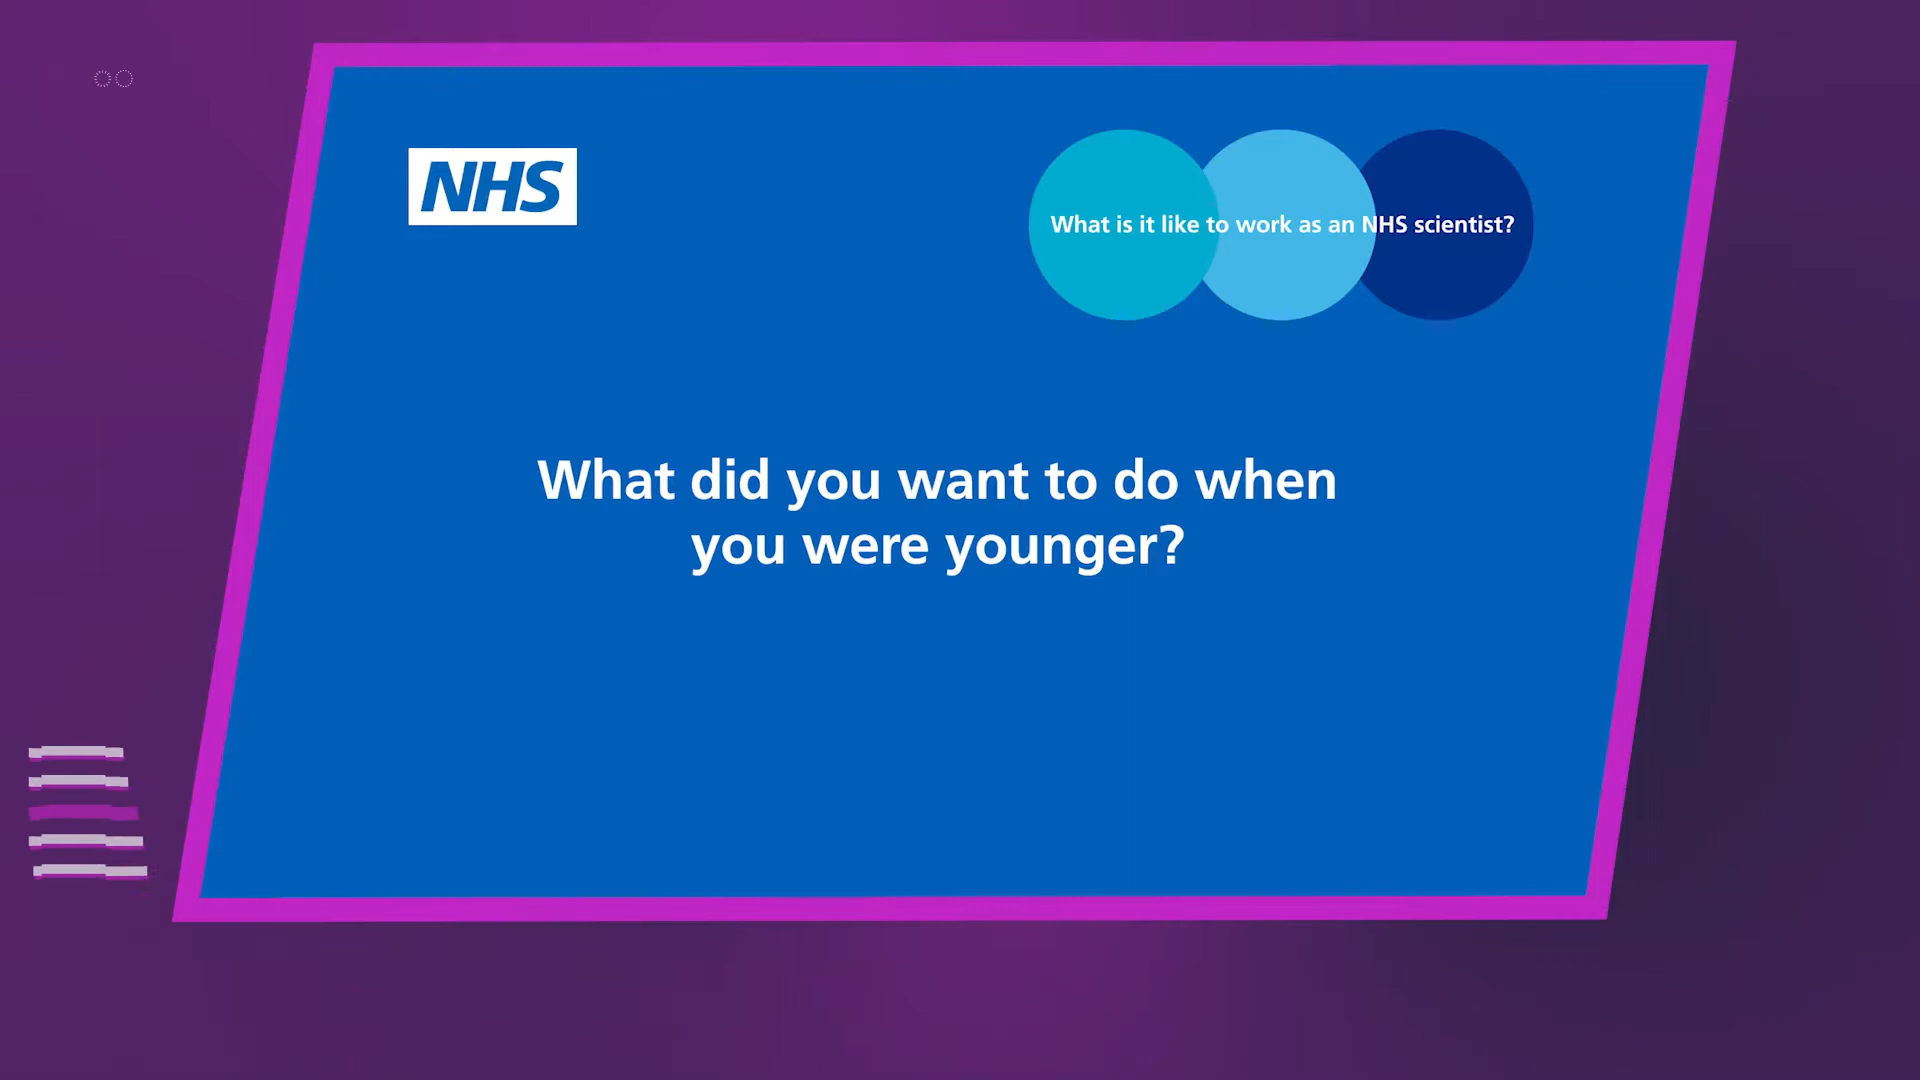 NHS
What is it like to work as an NHS scientist?
What did you want to do when
you were younger?